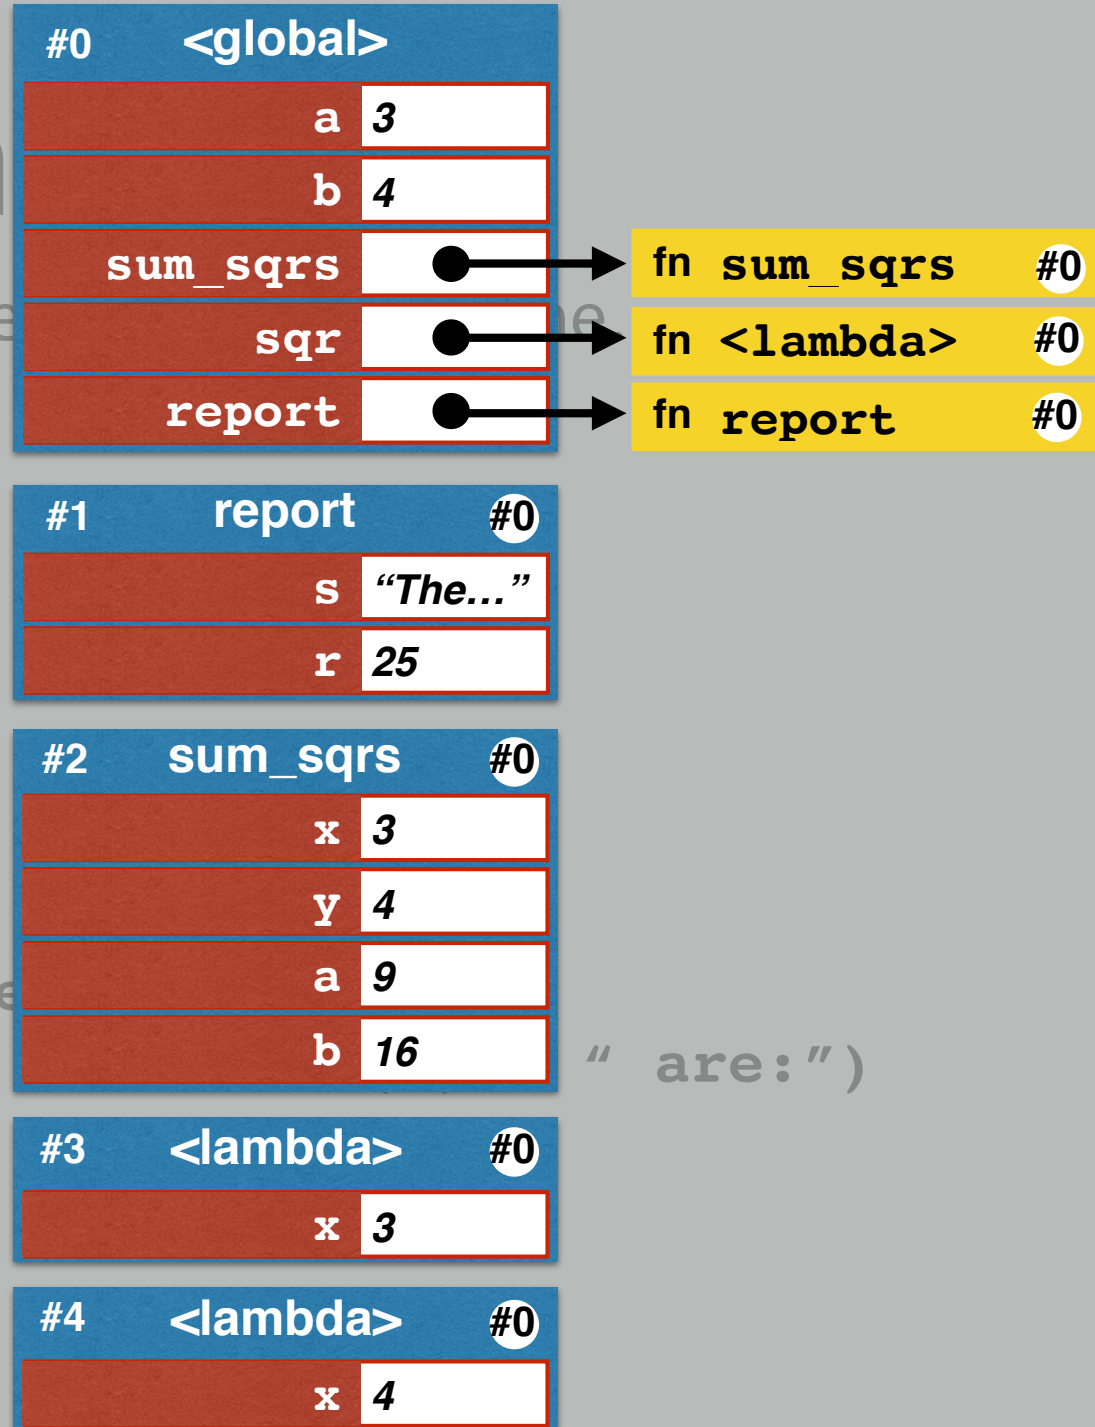 #0 <global>
a 3
b 4
sum_sqrs fn sum_sqrs #0
sqr fn <lambda> #0
report fn report #0
#1 report #0
s “The…”
r 25
#2 sum_sqrs #0
x 3
y 4
a 9
b 16
“ are:”)
#3 <lambda> #0
x 3
#4 <lambda> #0
x 4